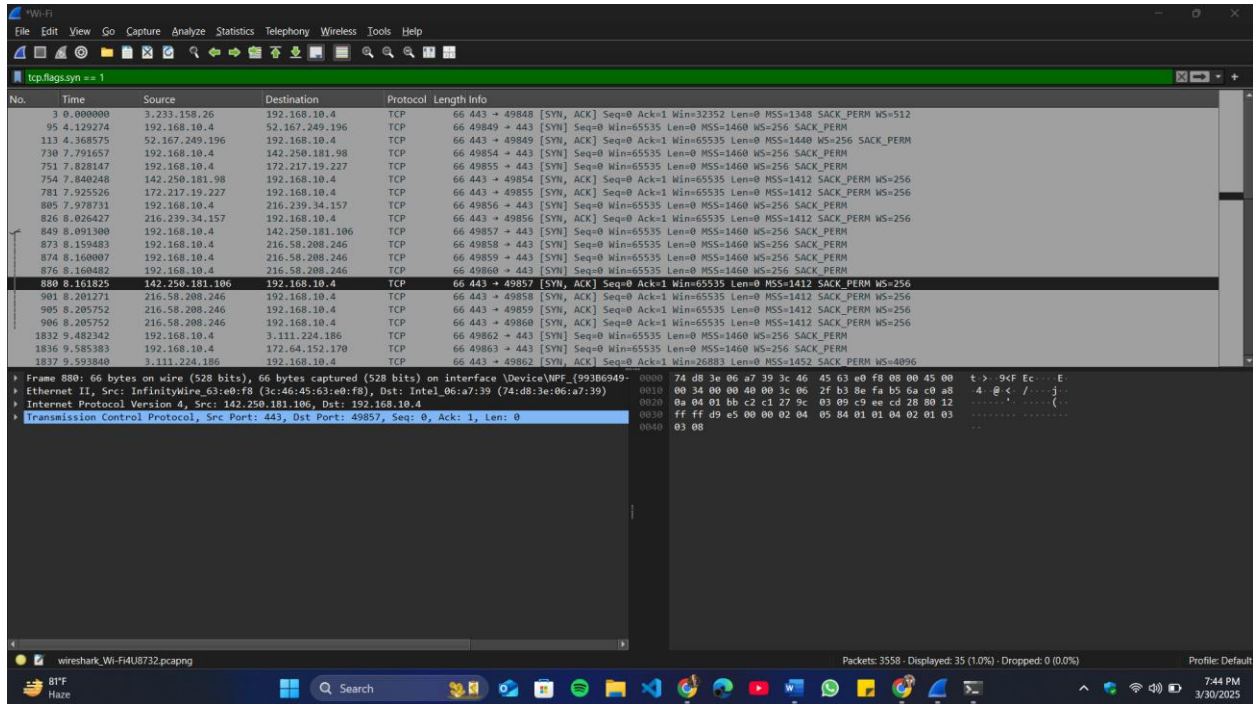 *Wi-Fi
File Edit View Go Capture Analyze Statistics Telephony Wireless Tools Help
tcp.flags.syn == 1
No. Time Source Destination Protocol Length Info
3 0.000000 3.233.158.26 192.168.10.4 TCP 66 443 → 49848 [SYN, ACK] Seq=0 Ack=1 Win=32352 Len=0 MSS=1348 SACK_PERM WS=512
95 4.129274 192.168.10.4 52.167.249.196 TCP 66 49849 → 443 [SYN] Seq=0 Win=65535 Len=0 MSS=1460 WS=256 SACK_PERM
113 4.368575 52.167.249.196 192.168.10.4 TCP 66 443 → 49849 [SYN, ACK] Seq=0 Ack=1 Win=65535 Len=0 MSS=1440 WS=256 SACK_PERM
730 7.791657 192.168.10.4 142.250.181.98 TCP 66 49854 → 443 [SYN] Seq=0 Win=65535 Len=0 MSS=1460 WS=256 SACK_PERM
751 7.828147 192.168.10.4 172.217.19.227 TCP 66 49855 → 443 [SYN] Seq=0 Win=65535 Len=0 MSS=1460 WS=256 SACK_PERM
754 7.840248 142.250.181.98 192.168.10.4 TCP 66 443 → 49854 [SYN, ACK] Seq=0 Ack=1 Win=65535 Len=0 MSS=1412 SACK_PERM WS=256
781 7.925526 172.217.19.227 192.168.10.4 TCP 66 443 → 49855 [SYN, ACK] Seq=0 Ack=1 Win=65535 Len=0 MSS=1412 SACK_PERM WS=256
805 7.978731 192.168.10.4 216.239.34.157 TCP 66 49856 → 443 [SYN] Seq=0 Win=65535 Len=0 MSS=1460 WS=256 SACK_PERM
826 8.026427 216.239.34.157 192.168.10.4 TCP 66 443 → 49856 [SYN, ACK] Seq=0 Ack=1 Win=65535 Len=0 MSS=1412 SACK_PERM WS=256
849 8.091300 192.168.10.4 142.250.181.106 TCP 66 49857 → 443 [SYN] Seq=0 Win=65535 Len=0 MSS=1460 WS=256 SACK_PERM
873 8.159483 192.168.10.4 216.58.208.246 TCP 66 49858 → 443 [SYN] Seq=0 Win=65535 Len=0 MSS=1460 WS=256 SACK_PERM
874 8.160007 192.168.10.4 216.58.208.246 TCP 66 49859 → 443 [SYN] Seq=0 Win=65535 Len=0 MSS=1460 WS=256 SACK_PERM
876 8.160482 192.168.10.4 216.58.208.246 TCP 66 49860 → 443 [SYN] Seq=0 Win=65535 Len=0 MSS=1460 WS=256 SACK_PERM
880 8.161825 142.250.181.106 192.168.10.4 TCP 66 443 → 49857 [SYN, ACK] Seq=0 Ack=1 Win=65535 Len=0 MSS=1412 SACK_PERM WS=256
901 8.201271 216.58.208.246 192.168.10.4 TCP 66 443 → 49858 [SYN, ACK] Seq=0 Ack=1 Win=65535 Len=0 MSS=1412 SACK_PERM WS=256
905 8.205752 216.58.208.246 192.168.10.4 TCP 66 443 → 49859 [SYN, ACK] Seq=0 Ack=1 Win=65535 Len=0 MSS=1412 SACK_PERM WS=256
906 8.205752 216.58.208.246 192.168.10.4 TCP 66 443 → 49860 [SYN, ACK] Seq=0 Ack=1 Win=65535 Len=0 MSS=1412 SACK_PERM WS=256
1832 9.482342 192.168.10.4 3.111.224.186 TCP 66 49862 → 443 [SYN] Seq=0 Win=65535 Len=0 MSS=1460 WS=256 SACK_PERM
1836 9.585383 192.168.10.4 172.64.152.170 TCP 66 49863 → 443 [SYN] Seq=0 Win=65535 Len=0 MSS=1460 WS=256 SACK_PERM
1837 9.593840 3.111.224.186 192.168.10.4 TCP 66 443 → 49862 [SYN, ACK] Seq=0 Ack=1 Win=26883 Len=0 MSS=1452 SACK_PERM WS=4096
Frame 880: 66 bytes on wire (528 bits), 66 bytes captured (528 bits) on interface \Device\NPF_{993B6949-
Ethernet II, Src: InfinityWire_63:e0:f8 (3c:46:45:63:e0:f8), Dst: Intel_06:a7:39 (74:d8:3e:06:a7:39)
Internet Protocol Version 4, Src: 142.250.181.106, Dst: 192.168.10.4
Transmission Control Protocol, Src Port: 443, Dst Port: 49857, Seq: 0, Ack: 1, Len: 0
0000 74 d8 3e 06 a7 39 3c 46 45 63 e0 f8 08 00 45 00 t·>··9<F Ec····E·
0010 00 34 00 00 40 00 3c 06 2f b3 8e fa b5 6a c0 a8 ·4··@·<· /····j··
0020 0a 04 01 bb c2 c1 27 9c 03 09 c9 ee cd 28 80 12 ······'· ·····(··
0030 ff ff d9 e5 00 00 02 04 05 84 01 01 04 02 01 03 ········ ········
0040 03 08 ··
wireshark_Wi-Fi4U8732.pcapng Packets: 3558 · Displayed: 35 (1.0%) · Dropped: 0 (0.0%) Profile: Default
81°F
Haze
Search
7:44 PM
3/30/2025